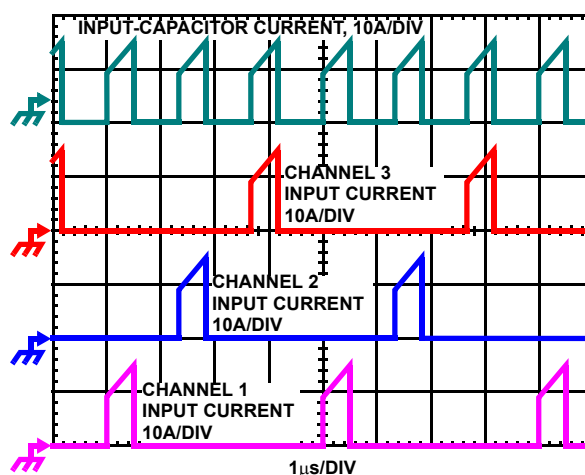 INPUT-CAPACITOR CURRENT, 10A/DIV
CHANNEL 3
INPUT CURRENT
10A/DIV
CHANNEL 2
INPUT CURRENT
10A/DIV
CHANNEL 1
INPUT CURRENT
10A/DIV
1μs/DIV